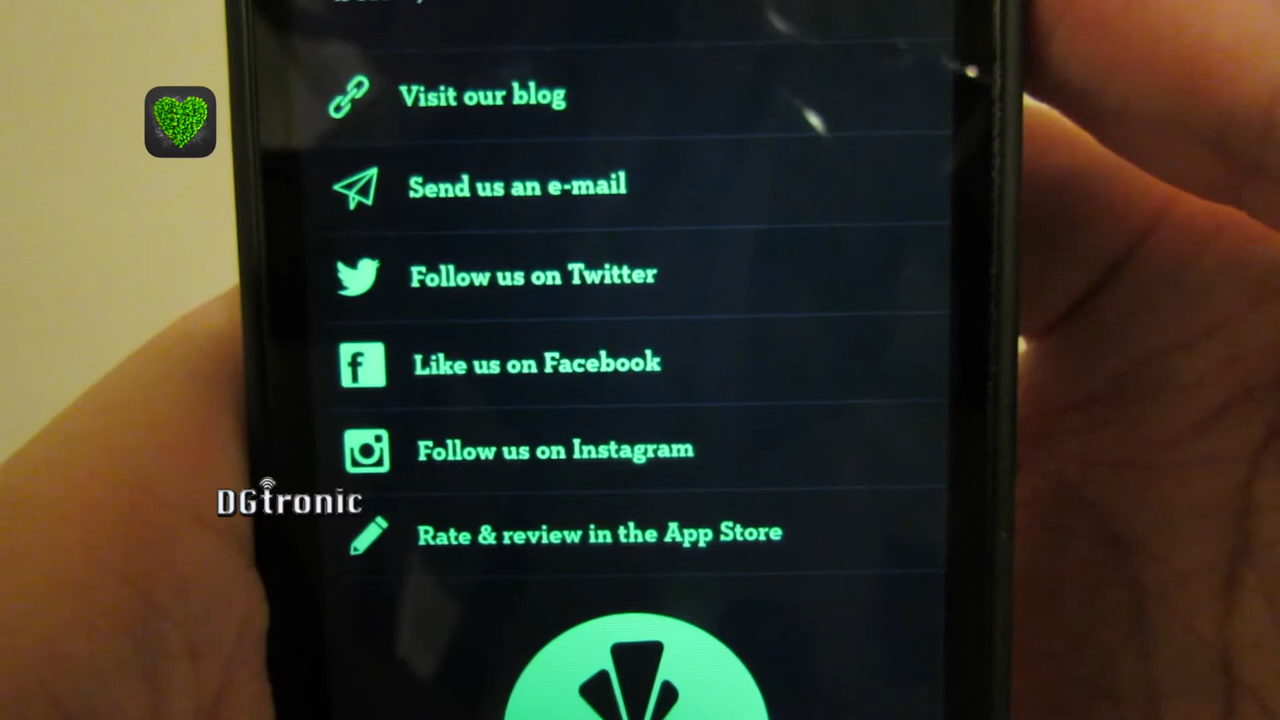 Visit our blog
Send us an e-mail
Follow us on Twitter
Like us on Facebook
Follow us on Instagram
DGtronic
Rate & review in the App Store